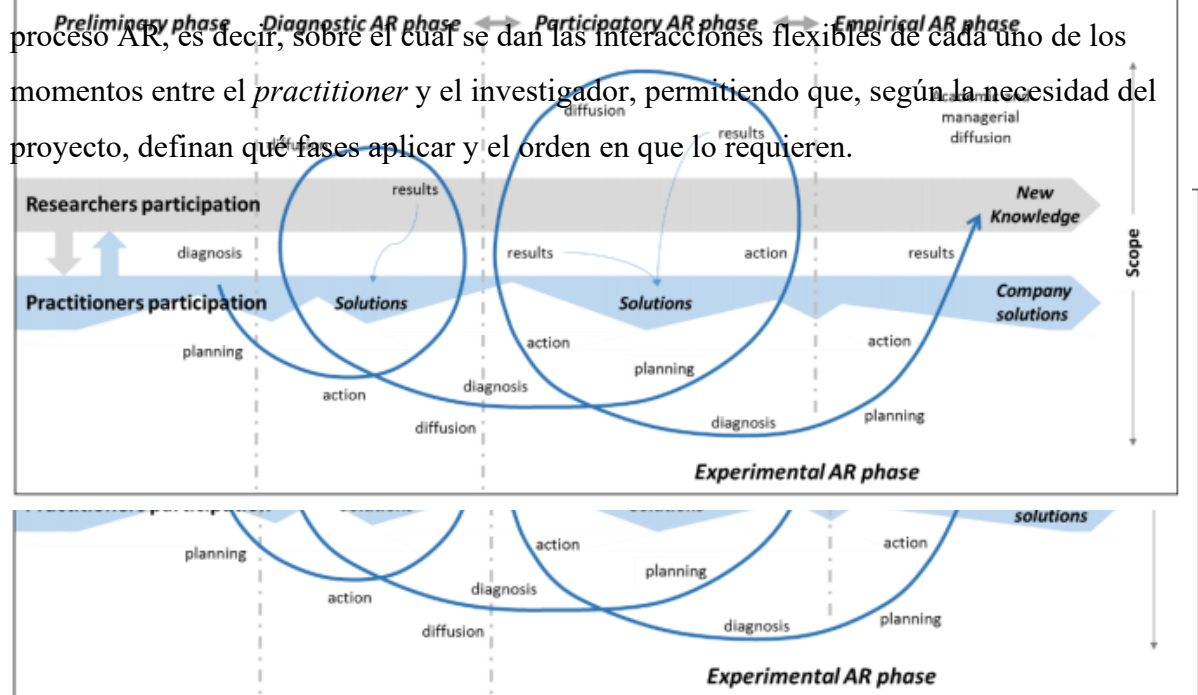 Preliminary phase Diagnostic AR phase Participatory AR phase Empirical AR phase
proceso AR, es decir, sobre el cual se dan las interacciones flexibles de cada uno de los
momentos entre el practitioner y el investigador, permitiendo que, según la necesidad del
proyecto, definan qué fases aplicar y el orden en que lo requieren.
diffusion
diffusion
results
Academic and
managerial
diffusion
results
Researchers participation
New
Knowledge
diagnosis
results
action
results
Scope
Practitioners participation
Solutions
Solutions
Company
solutions
planning
action
action
diagnosis
planning
action
diffusion
diagnosis
planning
Experimental AR phase
solutions
planning
action
action
diagnosis
planning
action
diffusion
diagnosis
planning
Experimental AR phase